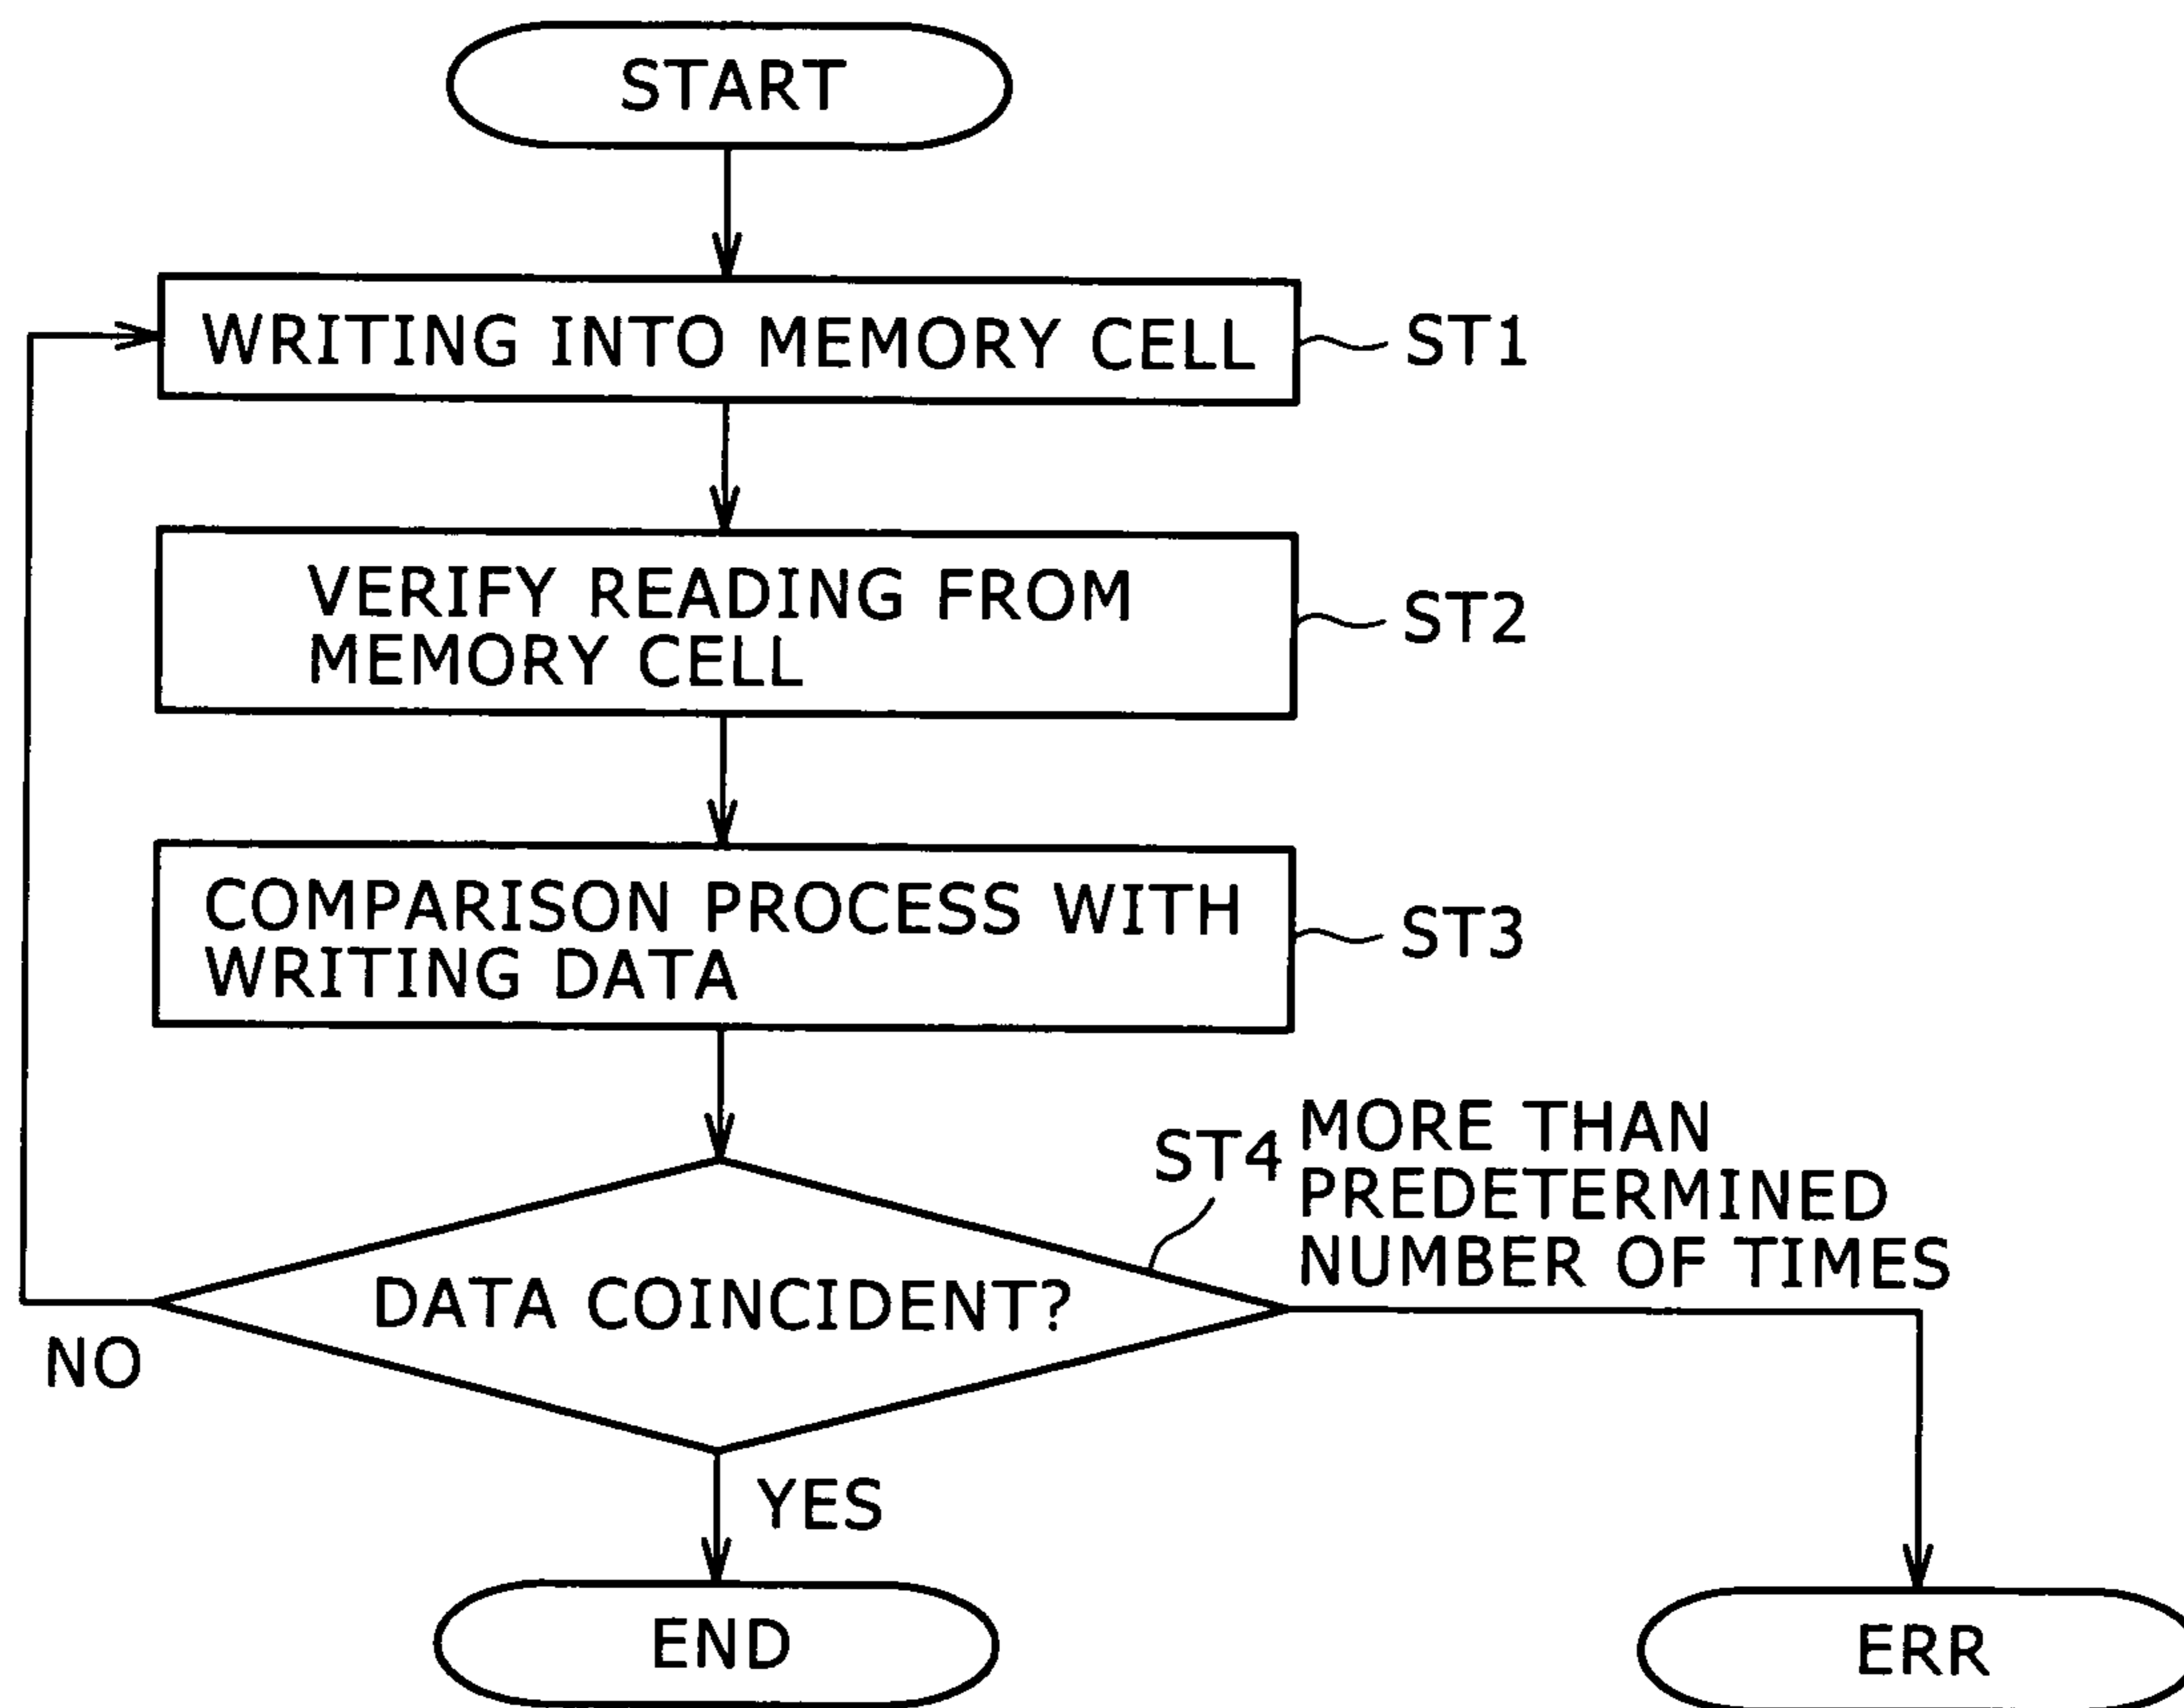 START
WRITING INTO MEMORY CELL
ST1
VERIFY READING FROM
MEMORY CELL
ST2
COMPARISON PROCESS WITH
WRITING DATA
ST3
ST4
MORE THAN
PREDETERMINED
NUMBER OF TIMES
DATA COINCIDENT?
NO
YES
END
ERR